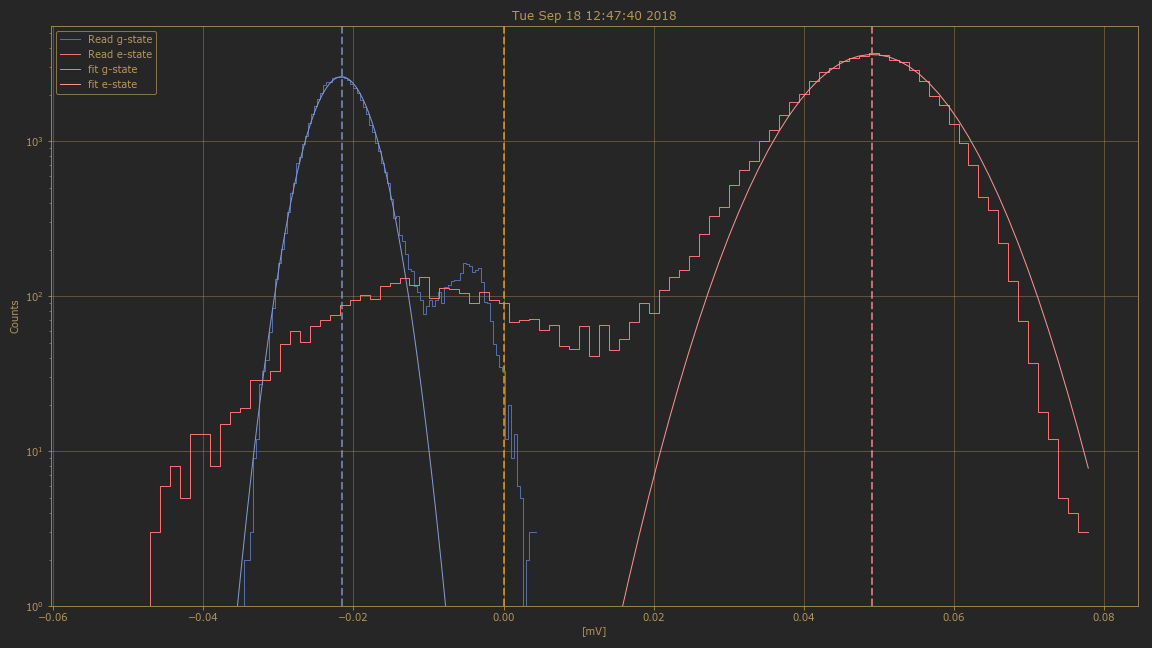 Tue Sep 18 12:47:40 2018
Read g-state
Read e-state
fit g-state
fit e-state
Counts
10³
10²
10¹
10⁰
−0.06 −0.04 −0.02 0.00 0.02 0.04 0.06 0.08
[mV]